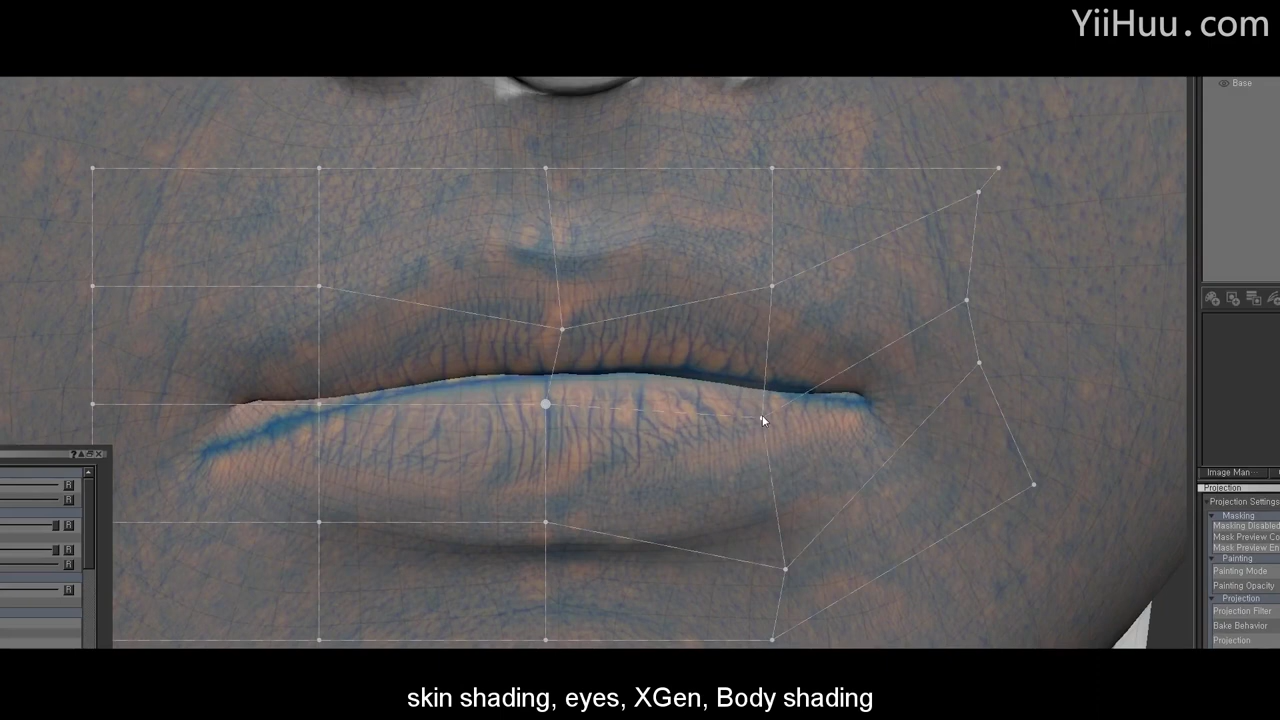 YiiHuu.com
Base
Image Man...
Projection
Projection Settings
Masking
Masking Disabled
Mask Preview Co
Mask Preview En
Painting
Painting Mode
Painting Opacity
Projection
Projection Filter
Bake Behavior
Projection
skin shading, eyes, XGen, Body shading